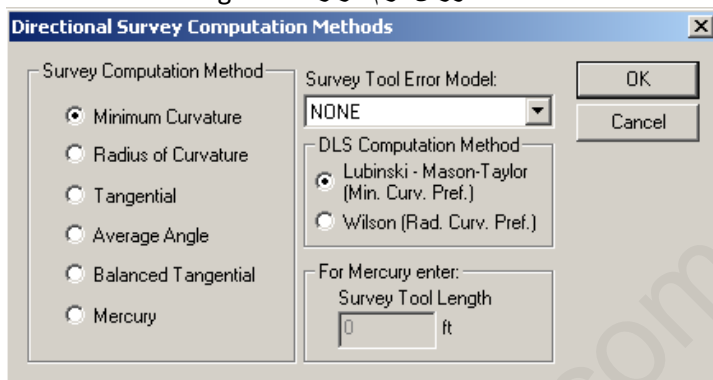 Directional Survey Computation Methods
Survey Computation Method
Minimum Curvature
Radius of Curvature
Tangential
Average Angle
Balanced Tangential
Mercury
Survey Tool Error Model:
NONE
DLS Computation Method
Lubinski - Mason-Taylor
(Min. Curv. Pref.)
Wilson (Rad. Curv. Pref.)
For Mercury enter:
Survey Tool Length
0 ft
OK
Cancel